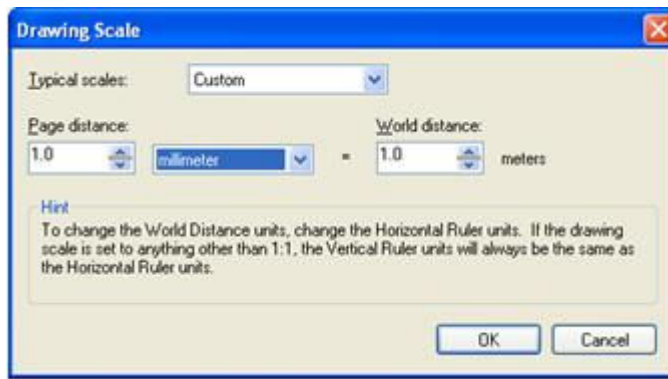 Drawing Scale
Typical scales: Custom
Page distance: World distance:
1.0 millimeter = 1.0 meters
Hint
To change the World Distance units, change the Horizontal Ruler units. If the drawing
scale is set to anything other than 1:1, the Vertical Ruler units will always be the same as
the Horizontal Ruler units.
OK Cancel